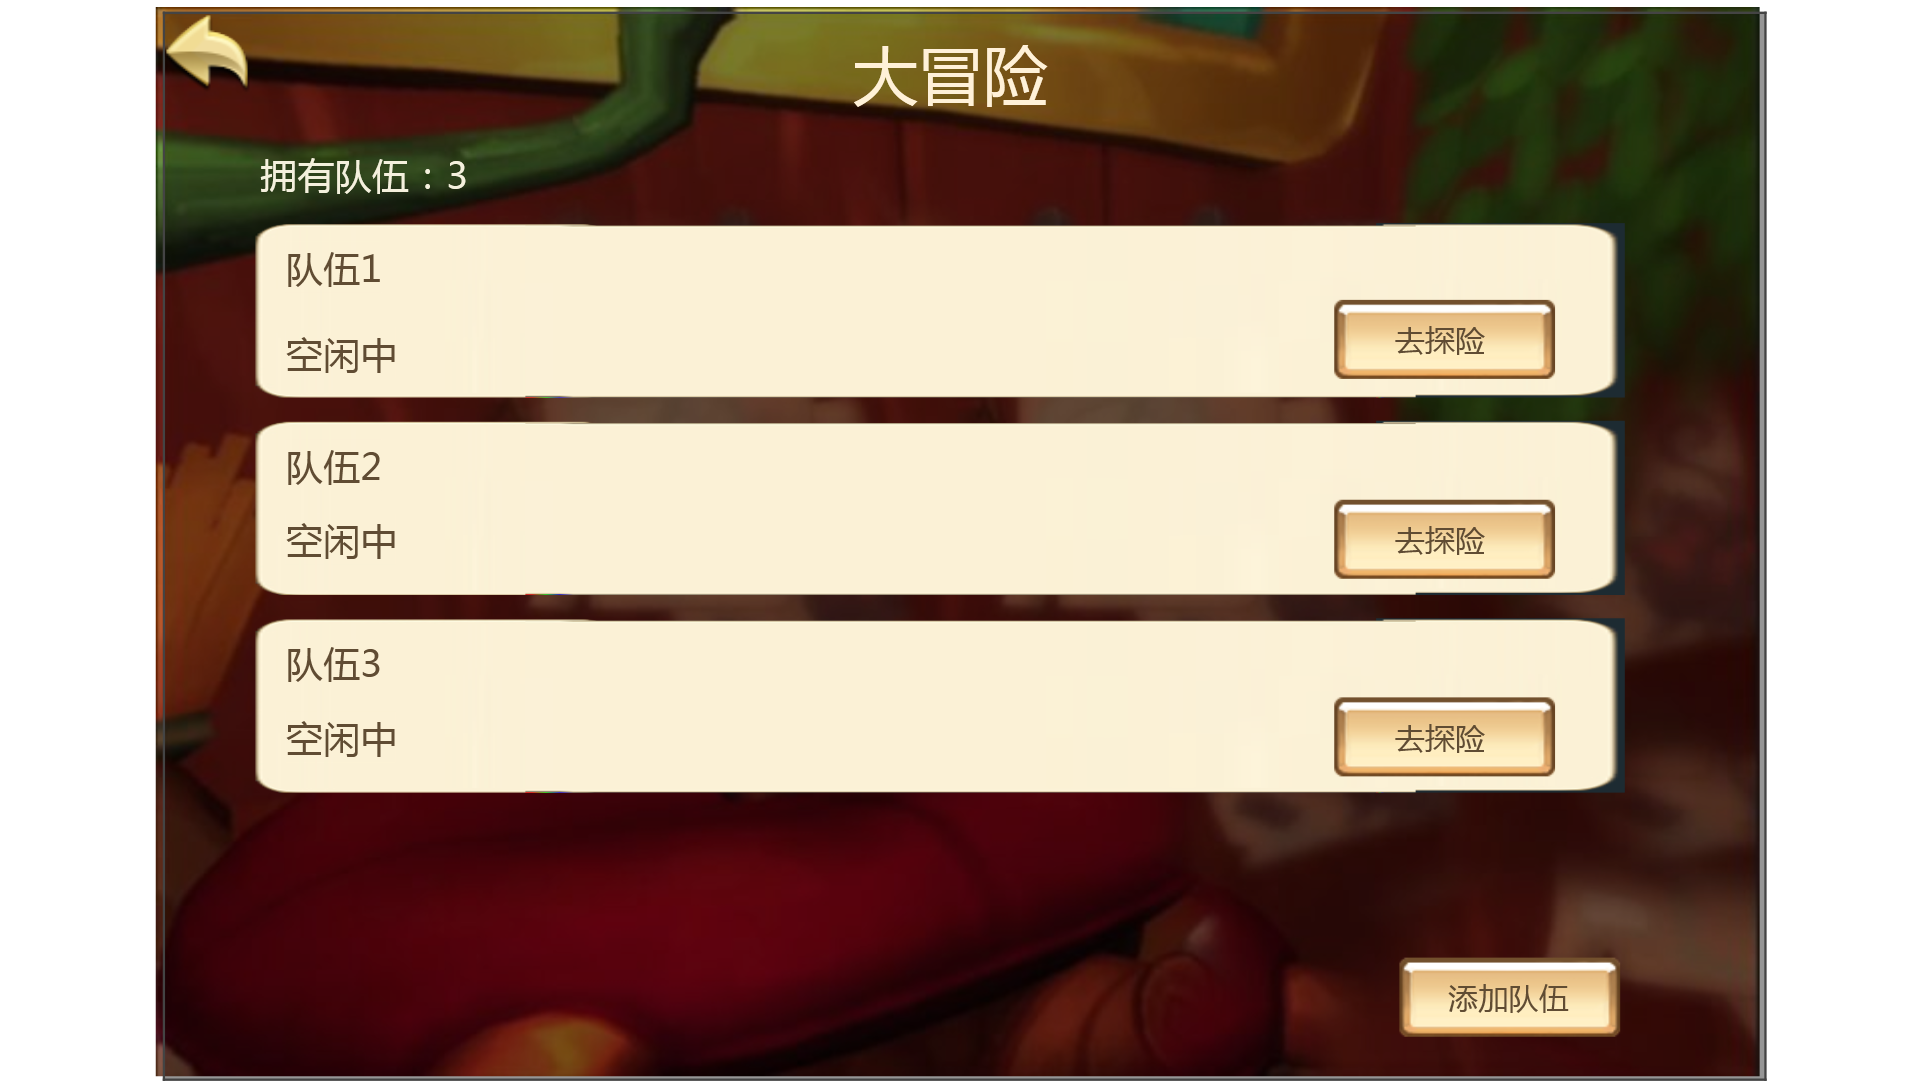 大冒险
拥有队伍：3
队伍1
空闲中
去探险
队伍2
空闲中
去探险
队伍3
空闲中
去探险
添加队伍